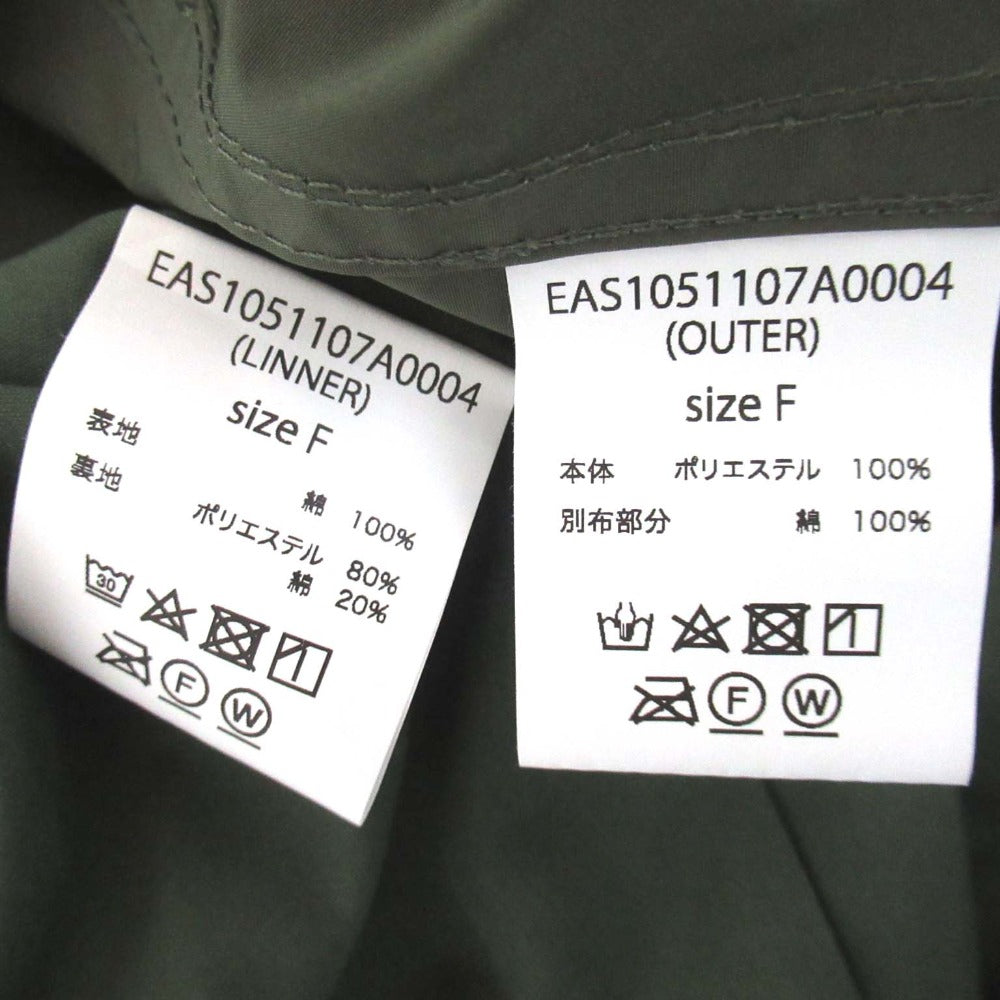 EAS1051107A0004
(LINNER)
size F
表地
綿 100%
裏地
ポリエステル 80%
綿 20%
30
F
W
EAS1051107A0004
(OUTER)
size F
本体 ポリエステル 100%
別布部分 綿 100%
F
W